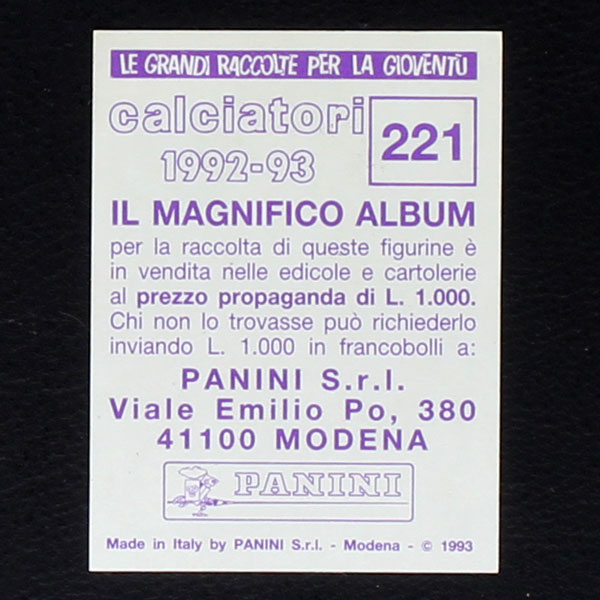 LE GRANDI RACCOLTE PER LA GIOVENTÙ
calciatori
1992-93
221
IL MAGNIFICO ALBUM
per la raccolta di queste figurine è
in vendita nelle edicole e cartolerie
al prezzo propaganda di L. 1.000.
Chi non lo trovasse può richiederlo
inviando L. 1.000 in francobolli a:
PANINI S.r.l.
Viale Emilio Po, 380
41100 MODENA
PANINI
Made in Italy by PANINI S.r.l. - Modena - © 1993